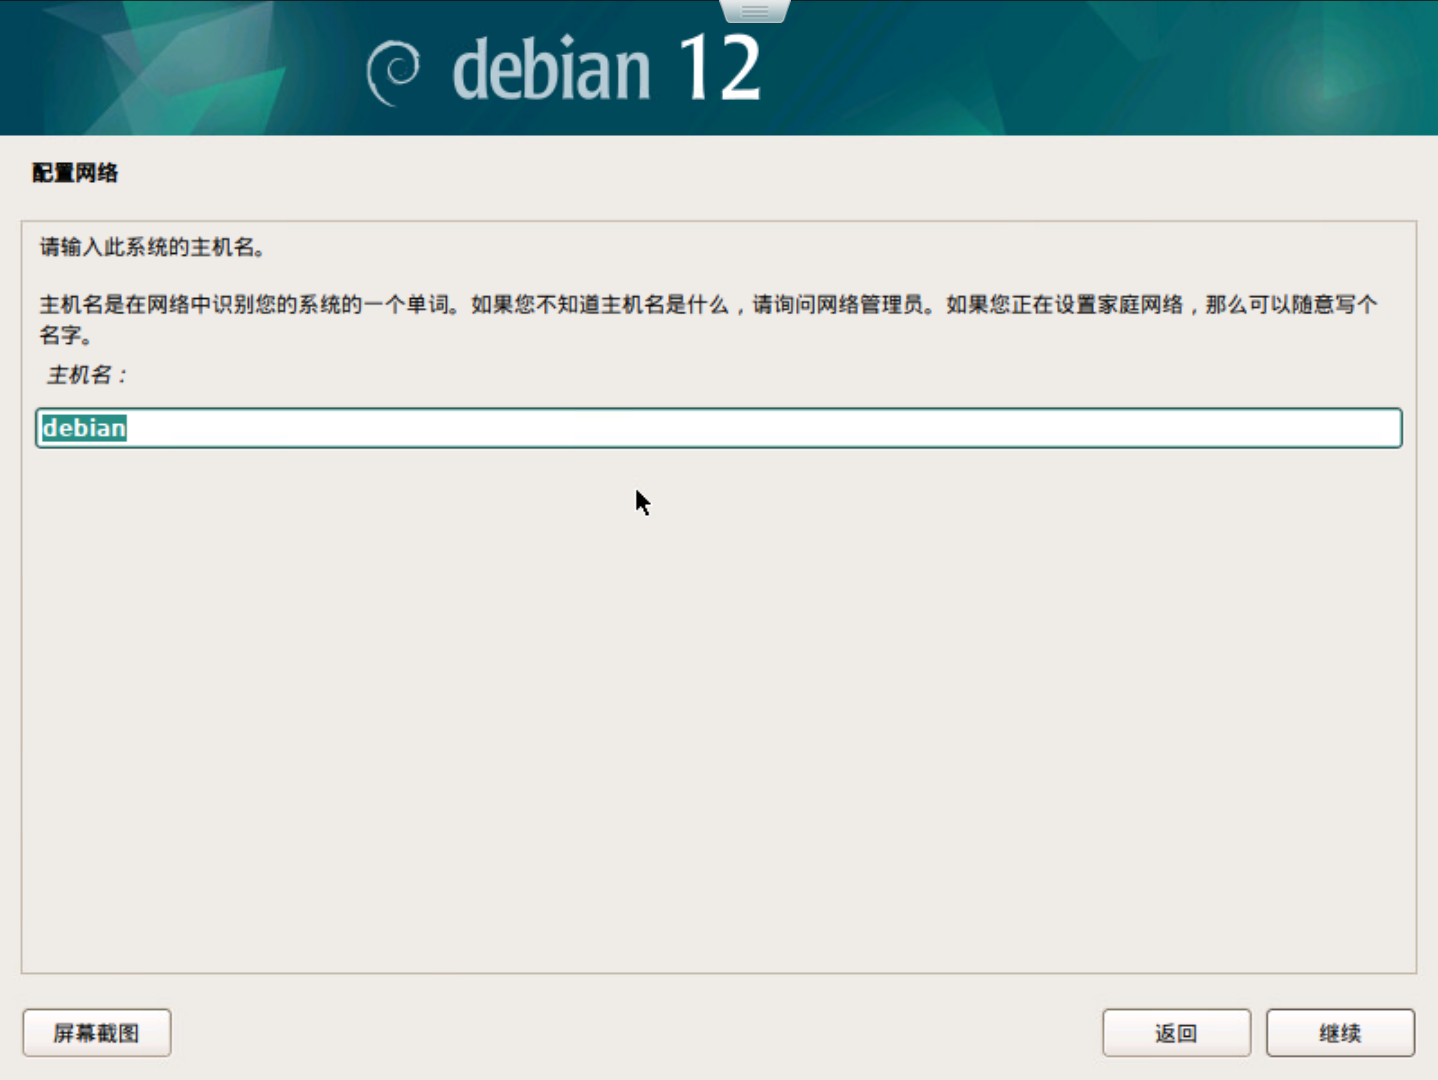 debian 12
配置网络
请输入此系统的主机名。
主机名是在网络中识别您的系统的一个单词。如果您不知道主机名是什么，请询问网络管理员。如果您正在设置家庭网络，那么可以随意写个
名字。
主机名：
debian
屏幕截图
返回
继续